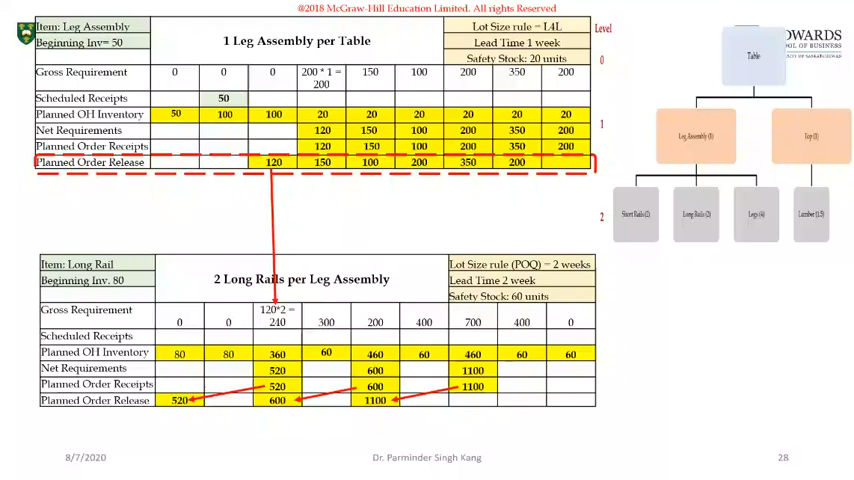 @2018 McGraw-Hill Education Limited. All rights Reserved
Item: Leg Assembly
Beginning Inv= 50
1 Leg Assembly per Table
Lot Size rule = L4L
Lead Time 1 week
Safety Stock: 20 units
Gross Requirement 0 0 0 200 * 1 = 200 150 100 200 350 200
Scheduled Receipts 50
Planned OH Inventory 50 100 100 20 20 20 20 20 20
Net Requirements 120 150 100 200 350 200
Planned Order Receipts 120 150 100 200 350 200
Planned Order Release 120 150 100 200 350 200
Item: Long Rail
Beginning Inv. 80
2 Long Rails per Leg Assembly
Lot Size rule (POQ) = 2 weeks
Lead Time 2 week
Safety Stock: 60 units
Gross Requirement 0 0 120*2 = 240 300 200 400 700 400 0
Scheduled Receipts
Planned OH Inventory 80 80 360 60 460 60 460 60 60
Net Requirements 520 600 1100
Planned Order Receipts 520 600 1100
Planned Order Release 520 600 1100
Level
0
1
2
Table
Leg Assembly (1)
Top (1)
Short Rails (2)
Long Rails (2)
Legs (4)
Lumber (1.5)
OWARDS
OL OF BUSINESS
8/7/2020
Dr. Parminder Singh Kang
28